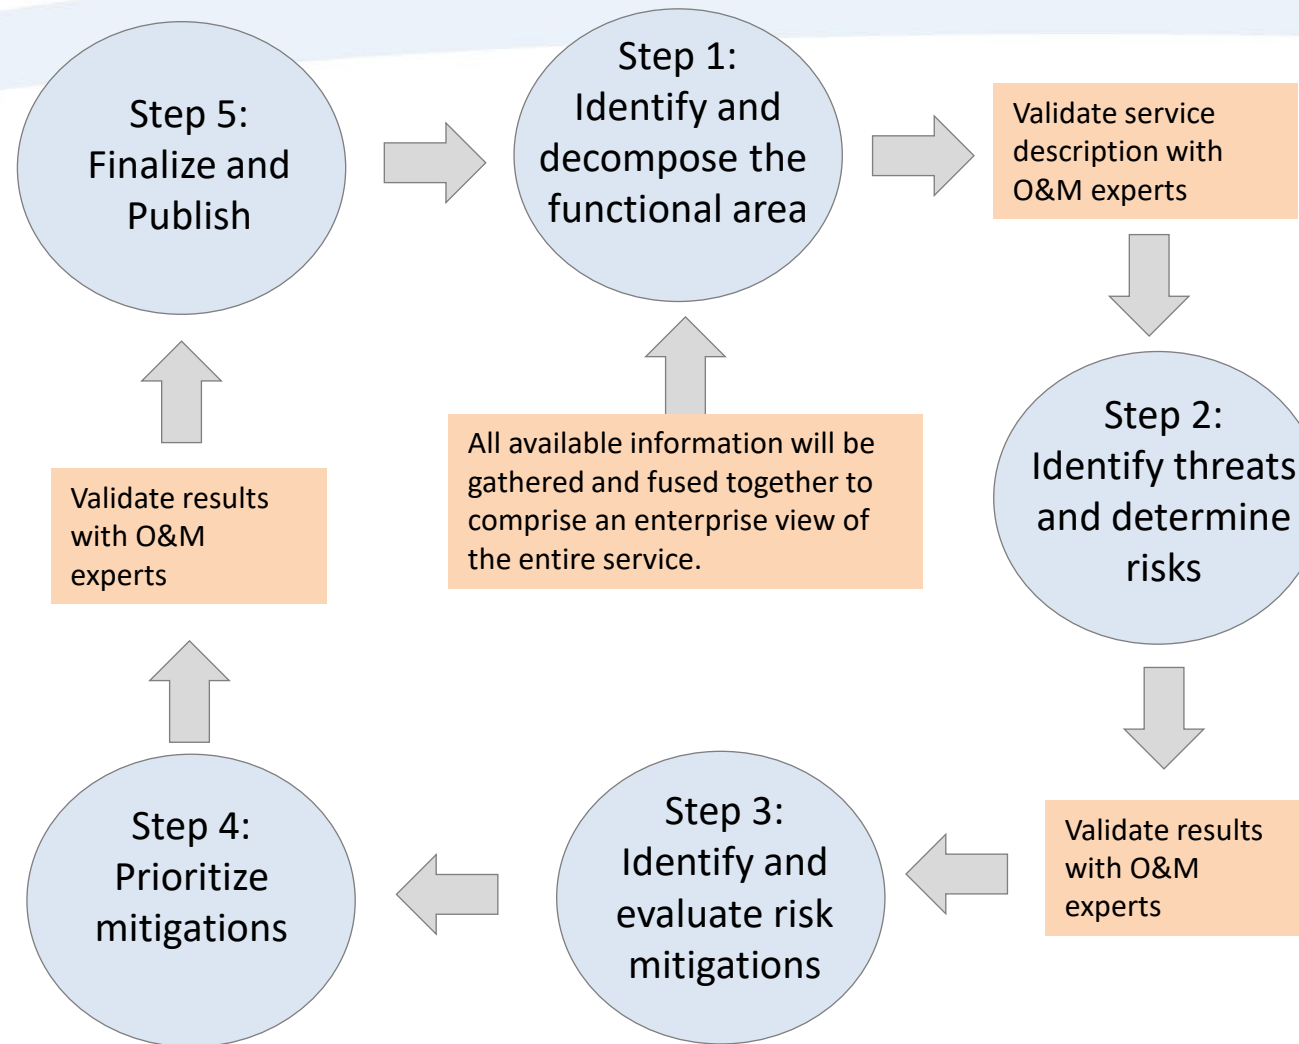 Step 1:
Identify and
decompose the
functional area
Validate service
description with
O&M experts
Step 2:
Identify threats
and determine
risks
Validate results
with O&M
experts
Step 3:
Identify and
evaluate risk
mitigations
Step 4:
Prioritize
mitigations
Validate results
with O&M
experts
Step 5:
Finalize and
Publish
All available information will be
gathered and fused together to
comprise an enterprise view of
the entire service.